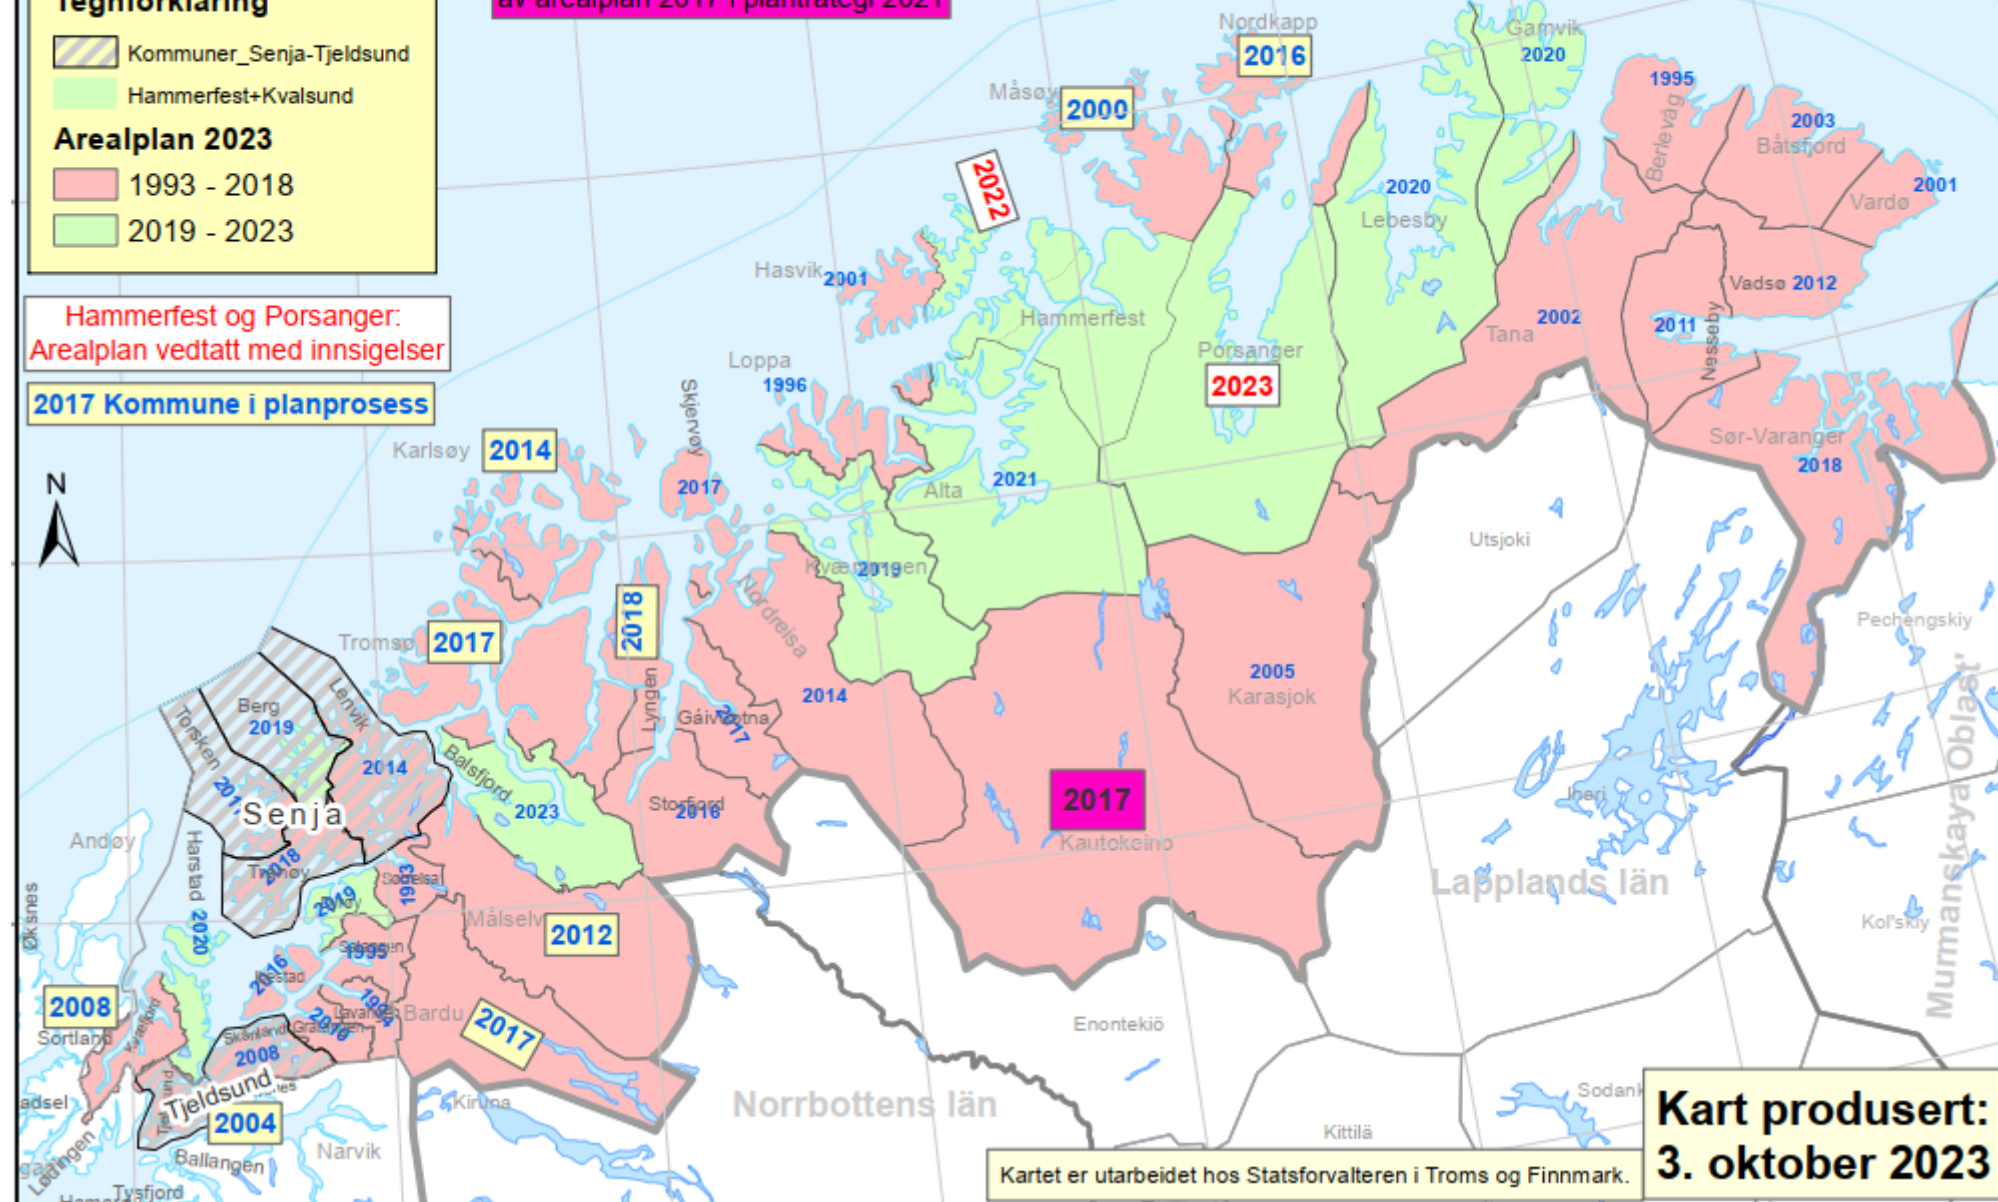 Tegnforklaring
Kommuner_Senja-Tjeldsund
Hammerfest+Kvalsund
Arealplan 2023
1993 - 2018
2019 - 2023
av arealplan 2017 i plantrategi 2021
Hammerfest og Porsanger:
Arealplan vedtatt med innsigelser
2017 Kommune i planprosess
N
Nordkapp
2016
Gamvik
2020
Måsøy
2000
1995
Berlevåg
2003
Båtsfjord
2001
Vardø
2022
2020
Lebesby
Hasvik
2001
Hammerfest
Vadsø 2012
2002
Tana
2011
Nesseby
Porsanger
2023
Loppa
1996
Skjervøy
2017
Karlsøy
2014
Alta
2021
Sør-Varanger
2018
Utsjoki
Kvænangen
2019
Nordreisa
2014
2018
Lyngen
Tromsø
2017
Pechengskiy
2005
Karasjok
Gáivuotna
2017
Berg
2019
Lenvik
2014
Torsken
Senja
Balsfjord
2023
Storfjord
2016
2017
Kautokeino
Inari
Murmanskaya Oblast'
Andøy
Harstad 2020
Tranøy
2018
2019
1993
Målselv
2012
Lapplands län
Kol'skiy
Øksnes
1995
2016
2008
Sortland
Lavangen
1994
2010
Bardu
2017
Enontekiö
Skånland
2008
Tjeldsund
2004
Kiruna
Norrbottens län
Lødingen
Ballangen
Narvik
Tysfjord
Kittilä
Kartet er utarbeidet hos Statsforvalteren i Troms og Finnmark.
Kart produsert:
3. oktober 2023